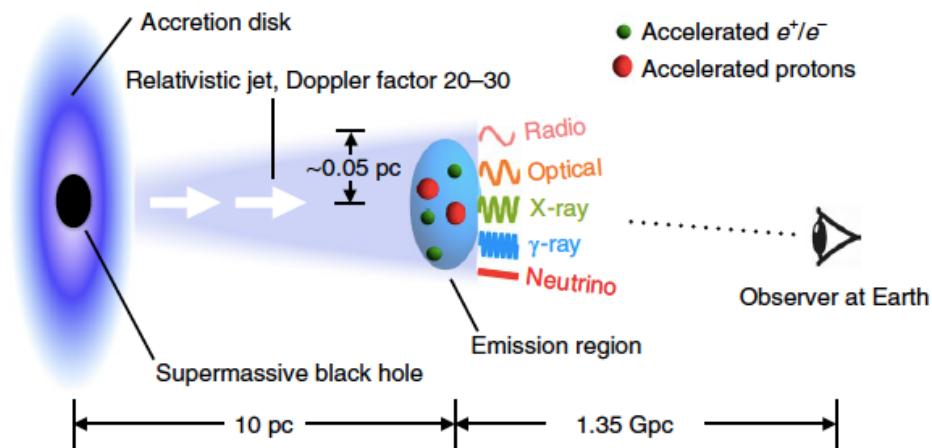 Accretion disk
Accelerated e⁺/e⁻
Accelerated protons
Relativistic jet, Doppler factor 20–30
~0.05 pc
Radio
Optical
X-ray
γ-ray
Neutrino
Observer at Earth
Emission region
Supermassive black hole
10 pc
1.35 Gpc